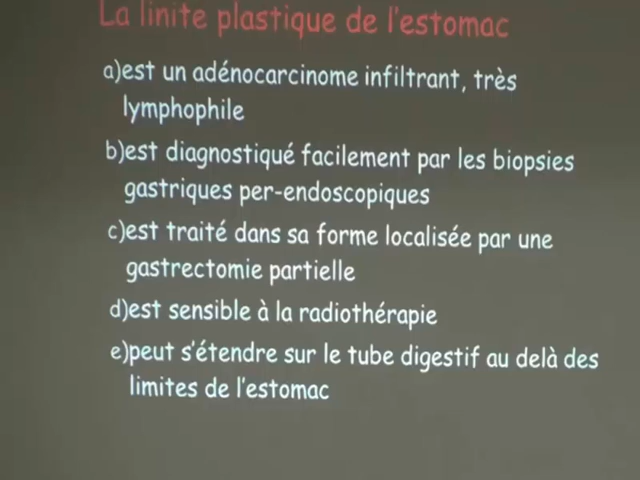 La linite plastique de l'estomac
a)est un adénocarcinome infiltrant, très
lymphophile
b)est diagnostiqué facilement par les biopsies
gastriques per-endoscopiques
c)est traité dans sa forme localisée par une
gastrectomie partielle
d)est sensible à la radiothérapie
e)peut s'étendre sur le tube digestif au delà des
limites de l'estomac